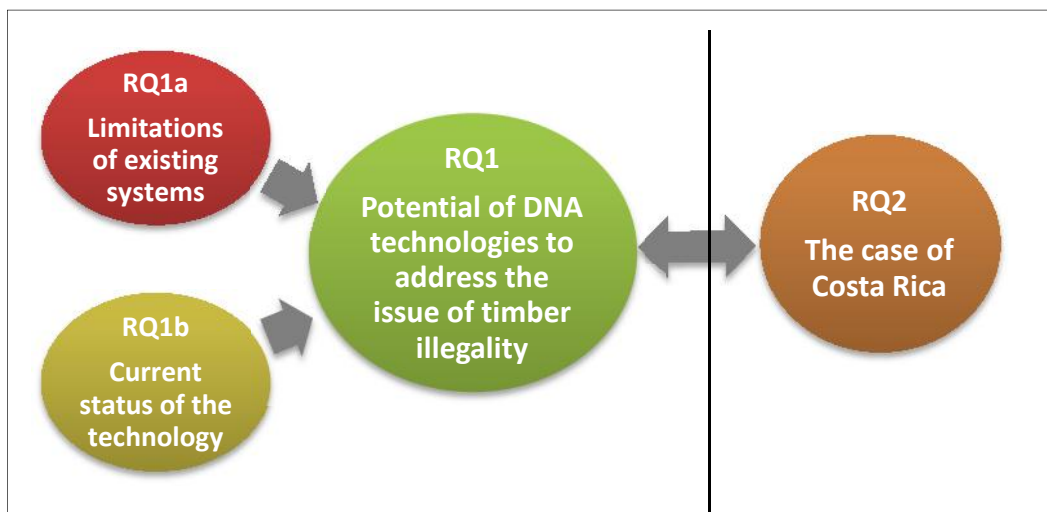 RQ1a
Limitations
of existing
systems
RQ1b
Current
status of the
technology
RQ1
Potential of DNA
technologies to
address the
issue of timber
illegality
RQ2
The case of
Costa Rica